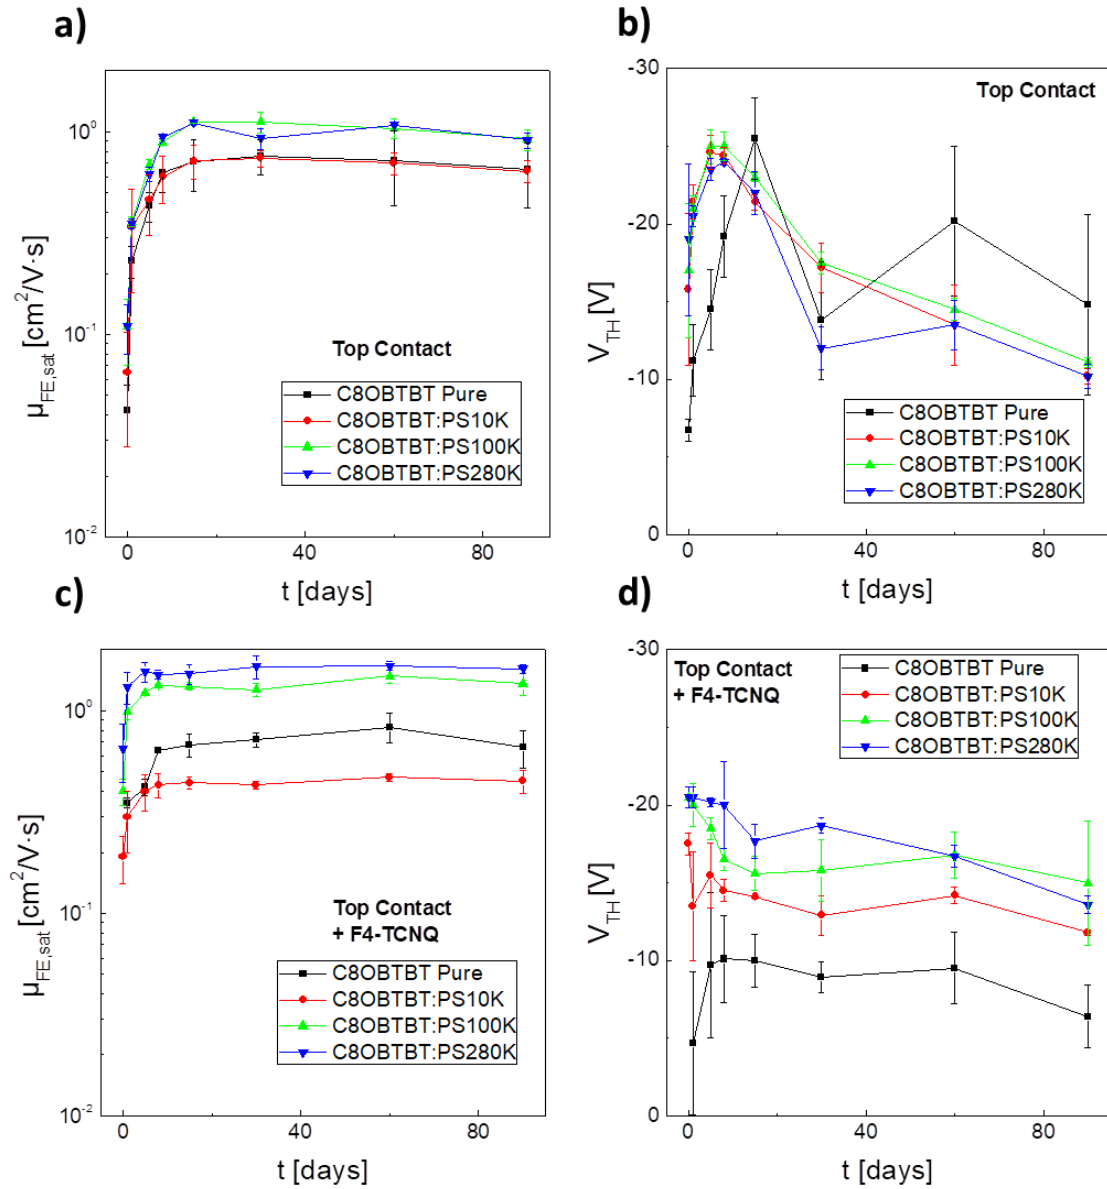 a)
μFE,sat [cm²/V·s]
10⁰
10⁻¹
10⁻²
Top Contact
C8OBTBT Pure
C8OBTBT:PS10K
C8OBTBT:PS100K
C8OBTBT:PS280K
0 40 80
t [days]
b)
VTH [V]
-30
-20
-10
0
Top Contact
C8OBTBT Pure
C8OBTBT:PS10K
C8OBTBT:PS100K
C8OBTBT:PS280K
0 40 80
t [days]
c)
μFE,sat [cm²/V·s]
10⁰
10⁻¹
10⁻²
Top Contact
+ F4-TCNQ
C8OBTBT Pure
C8OBTBT:PS10K
C8OBTBT:PS100K
C8OBTBT:PS280K
0 40 80
t [days]
d)
VTH [V]
-30
-20
-10
0
Top Contact
+ F4-TCNQ
C8OBTBT Pure
C8OBTBT:PS10K
C8OBTBT:PS100K
C8OBTBT:PS280K
0 40 80
t [days]